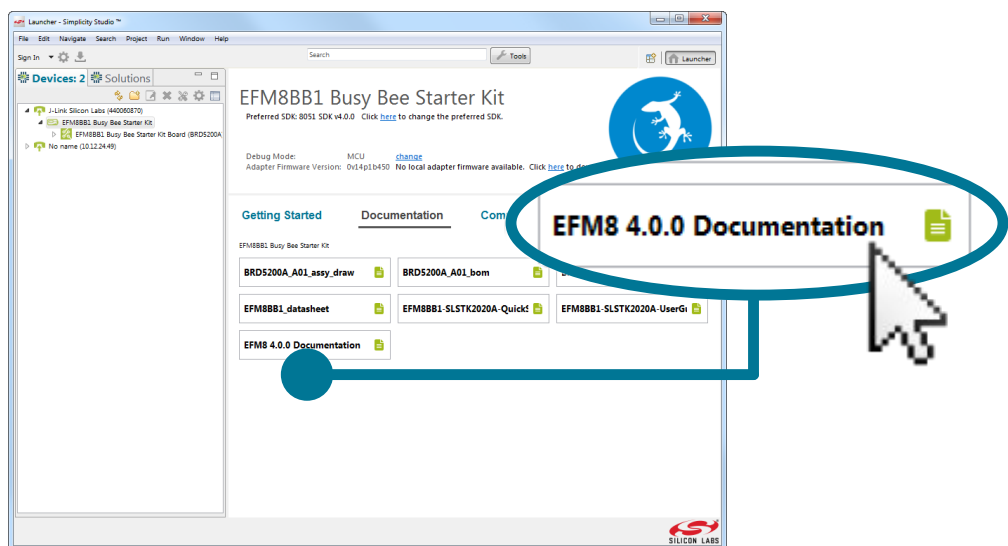 Launcher - Simplicity Studio ™
File Edit Navigate Search Project Run Window Help
Sign In
Search
Tools
Launcher
Devices: 2 Solutions
J-Link Silicon Labs (440060870)
EFM8BB1 Busy Bee Starter Kit
EFM8BB1 Busy Bee Starter Kit Board (BRD5200A
No name (10.12.24.49)
EFM8BB1 Busy Bee Starter Kit
Preferred SDK: 8051 SDK v4.0.0 Click here to change the preferred SDK.
Debug Mode: MCU change
Adapter Firmware Version: 0v14p1b450 No local adapter firmware available. Click here to do
Getting Started Documentation Com
EFM8BB1 Busy Bee Starter Kit
BRD5200A_A01_assy_draw BRD5200A_A01_bom
EFM8BB1_datasheet EFM8BB1-SLSTK2020A-QuickS EFM8BB1-SLSTK2020A-UserGu
EFM8 4.0.0 Documentation
EFM8 4.0.0 Documentation
SILICON LABS